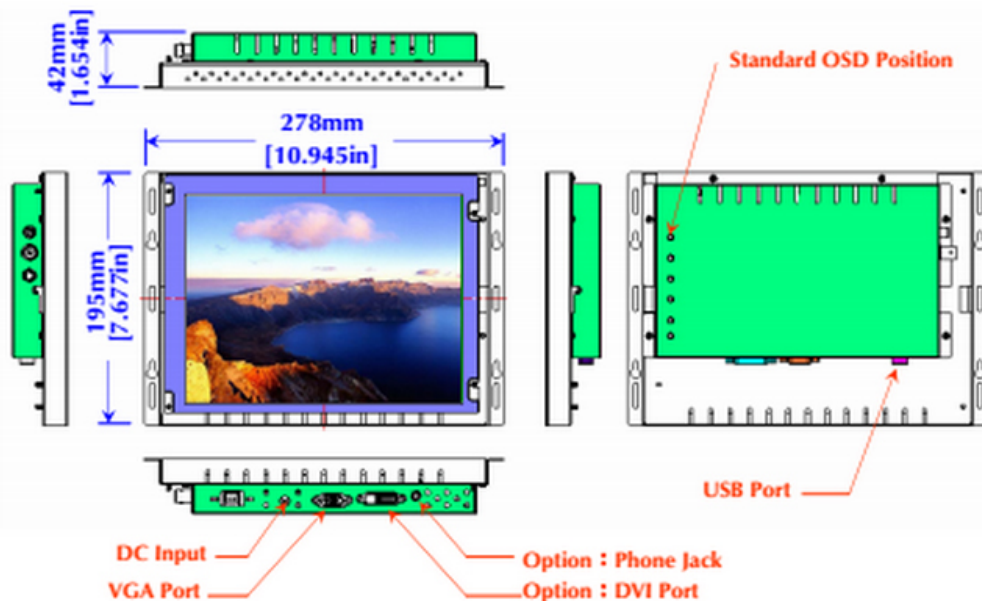 42mm
[1.654in]
Standard OSD Position
278mm
[10.945in]
195mm
[7.677in]
USB Port
DC Input
Option : Phone Jack
VGA Port
Option : DVI Port